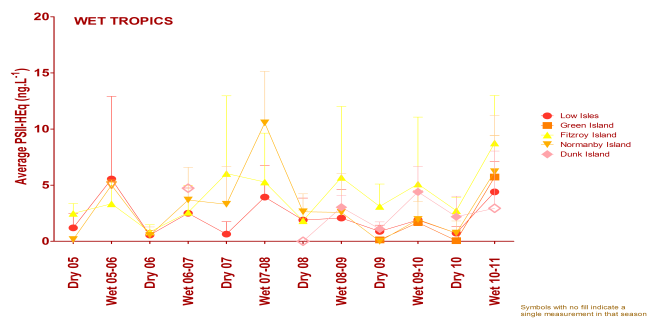 WET TROPICS
20
15
10
5
0
Average PSII-HEq (ng.L⁻¹)
Dry 05
Wet 05-06
Dry 06
Wet 06-07
Dry 07
Wet 07-08
Dry 08
Wet 08-09
Dry 09
Wet 09-10
Dry 10
Wet 10-11
Low Isles
Green Island
Fitzroy Island
Normanby Island
Dunk Island
Symbols with no fill indicate a
single measurement in that season